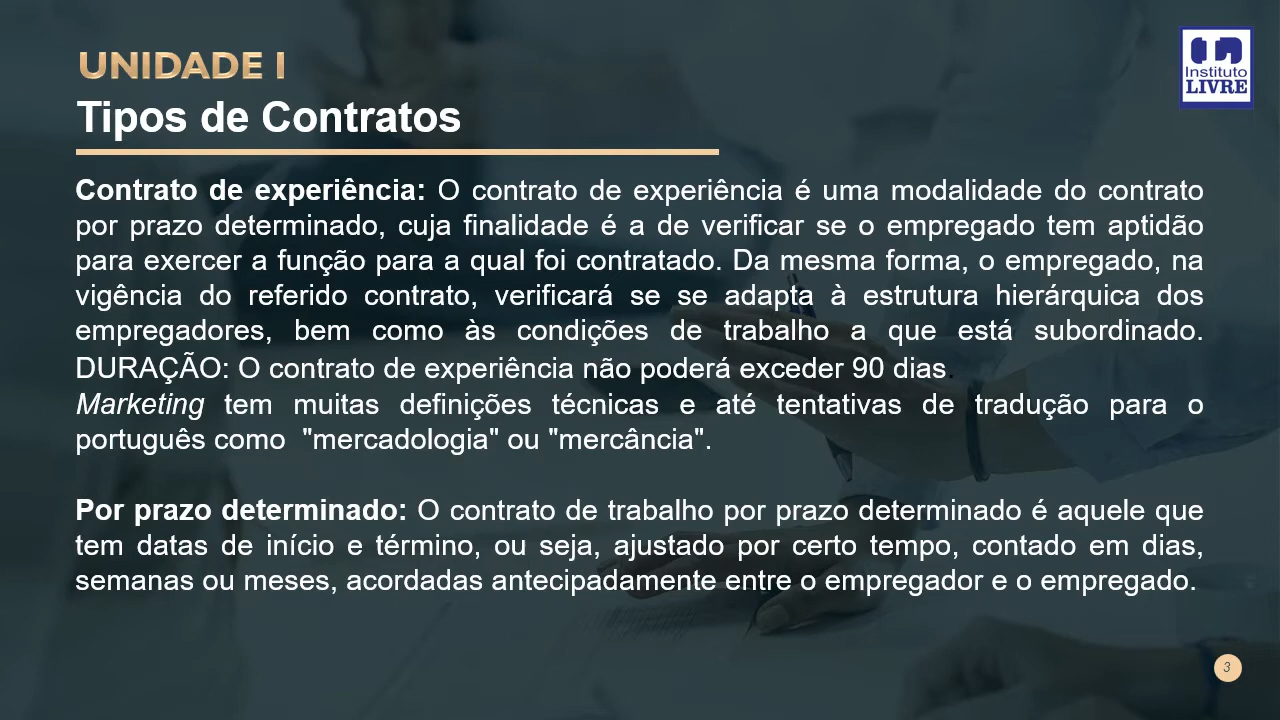 UNIDADE I
Instituto
LIVRE
Tipos de Contratos
Contrato de experiência: O contrato de experiência é uma modalidade do contrato
por prazo determinado, cuja finalidade é a de verificar se o empregado tem aptidão
para exercer a função para a qual foi contratado. Da mesma forma, o empregado, na
vigência do referido contrato, verificará se se adapta à estrutura hierárquica dos
empregadores, bem como às condições de trabalho a que está subordinado.
DURAÇÃO: O contrato de experiência não poderá exceder 90 dias.
Marketing tem muitas definições técnicas e até tentativas de tradução para o
português como "mercadologia" ou "mercância".
Por prazo determinado: O contrato de trabalho por prazo determinado é aquele que
tem datas de início e término, ou seja, ajustado por certo tempo, contado em dias,
semanas ou meses, acordadas antecipadamente entre o empregador e o empregado.
3